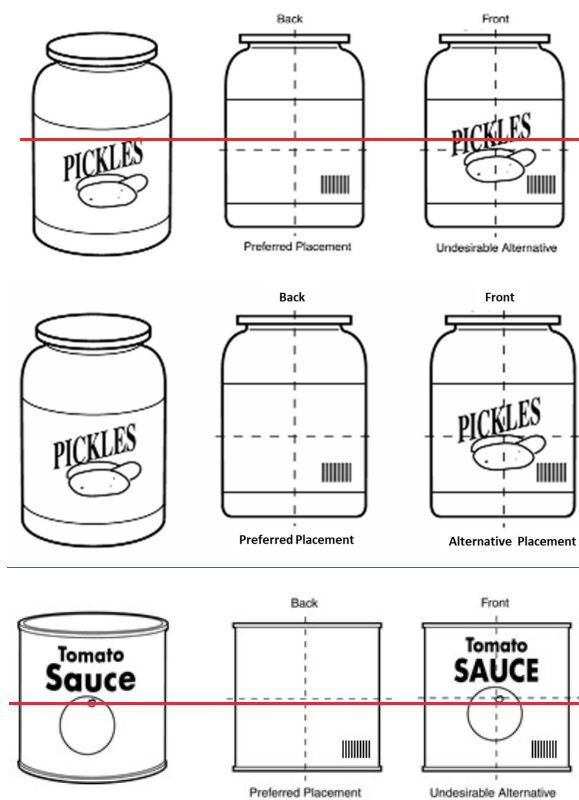 Back
Front
PICKLES
PICKLES
Preferred Placement
Undesirable Alternative
Back
Front
PICKLES
PICKLES
Preferred Placement
Alternative Placement
Back
Front
Tomato
Sauce
Tomato
SAUCE
Preferred Placement
Undesirable Alternative